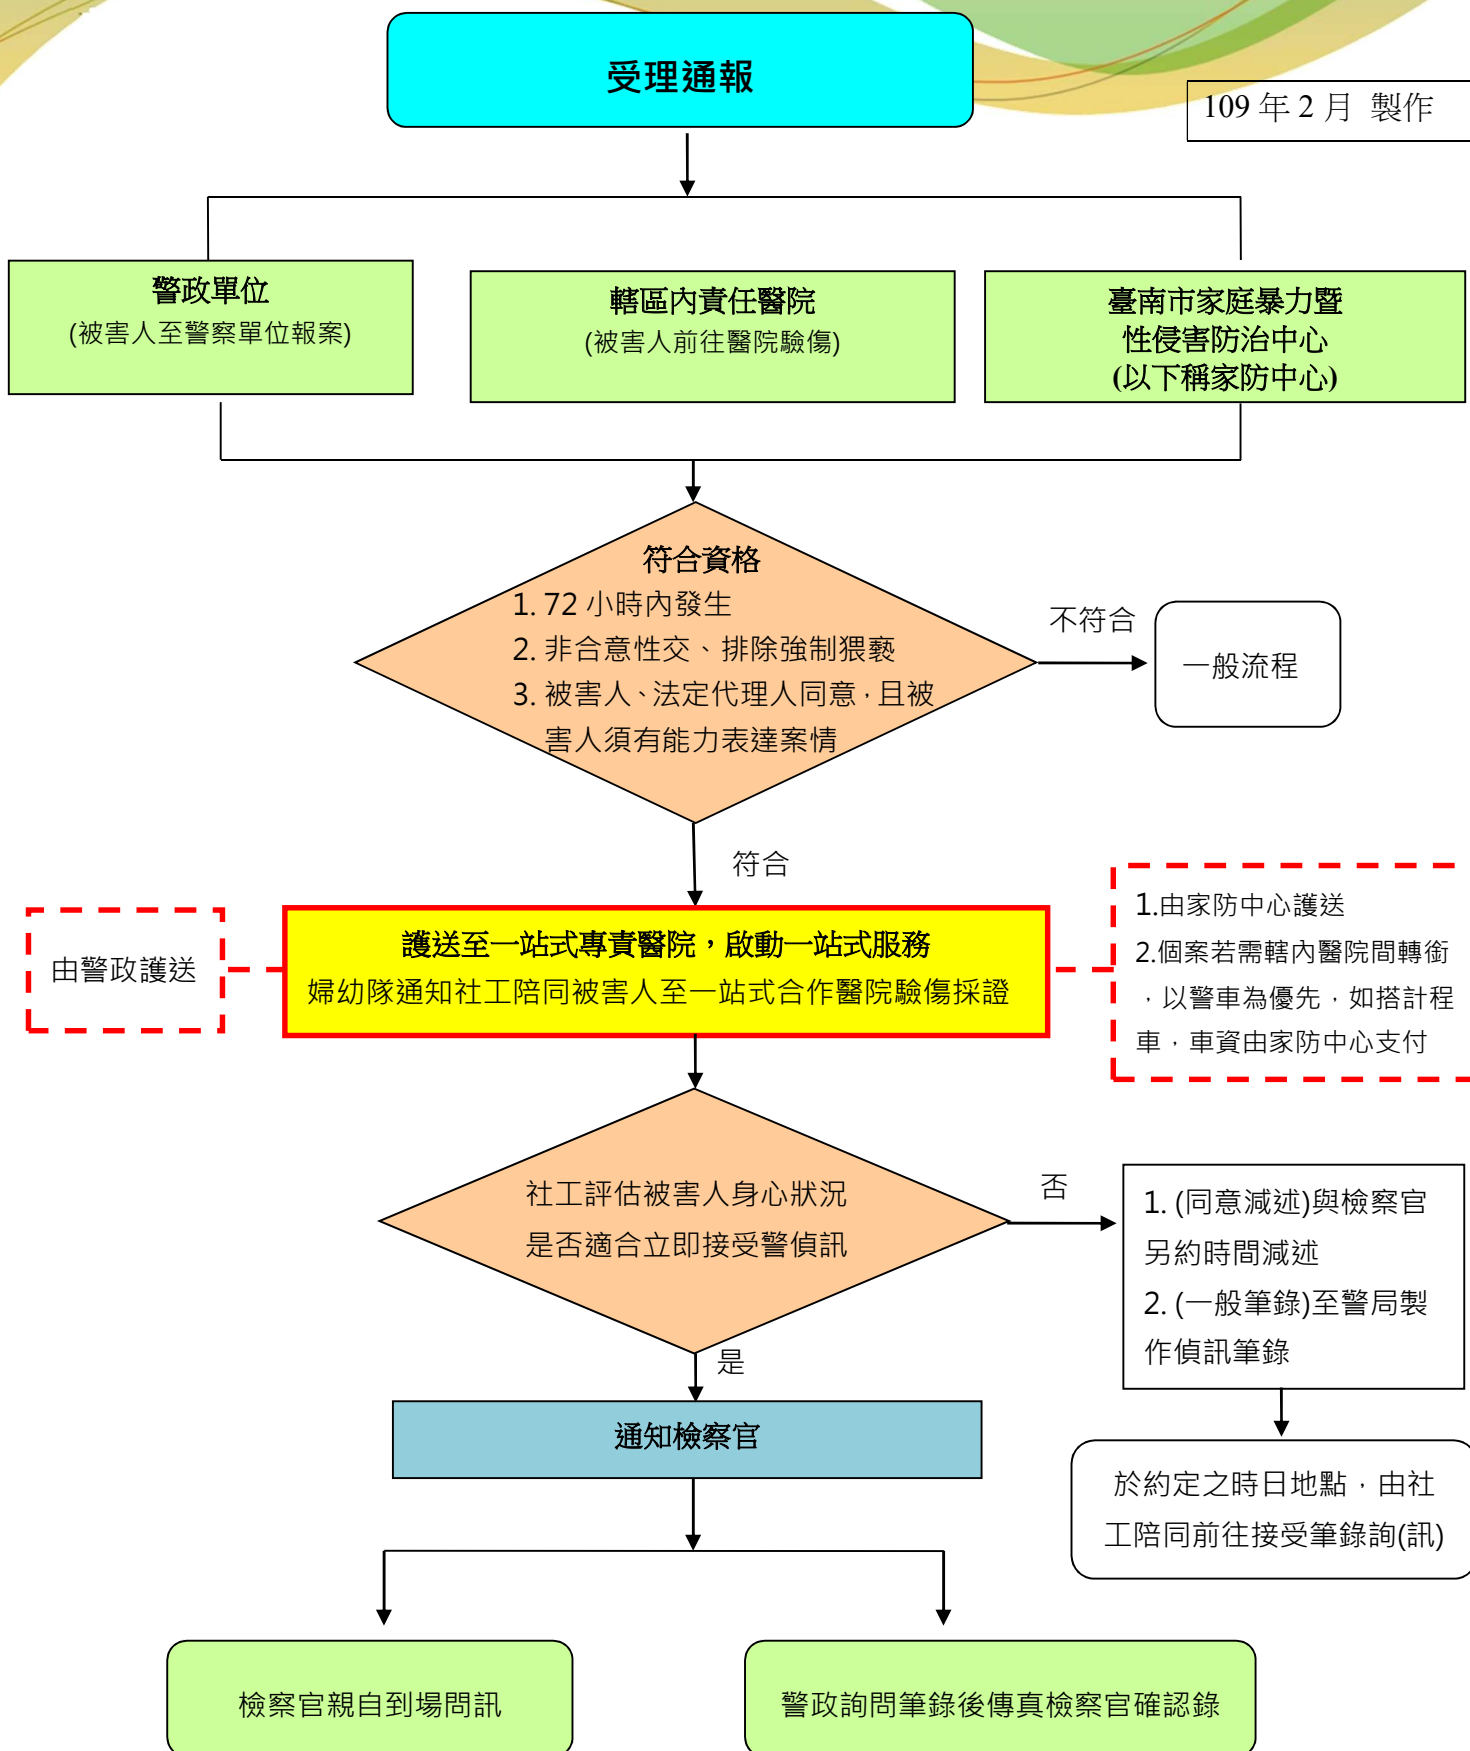 受理通報
109 年 2 月 製作
警政單位
(被害人至警察單位報案)
轄區內責任醫院
(被害人前往醫院驗傷)
臺南市家庭暴力暨
性侵害防治中心
(以下稱家防中心)
符合資格
1. 72 小時內發生
2. 非合意性交、排除強制猥褻
3. 被害人、法定代理人同意，且被
害人須有能力表達案情
不符合
一般流程
符合
由警政護送
護送至一站式專責醫院，啟動一站式服務
婦幼隊通知社工陪同被害人至一站式合作醫院驗傷採證
1.由家防中心護送
2.個案若需轄內醫院間轉銜
，以警車為優先，如搭計程
車，車資由家防中心支付
社工評估被害人身心狀況
是否適合立即接受警偵訊
否
1. (同意減述)與檢察官
另約時間減述
2. (一般筆錄)至警局製
作偵訊筆錄
是
通知檢察官
於約定之時日地點，由社
工陪同前往接受筆錄詢(訊)
檢察官親自到場問訊
警政詢問筆錄後傳真檢察官確認錄